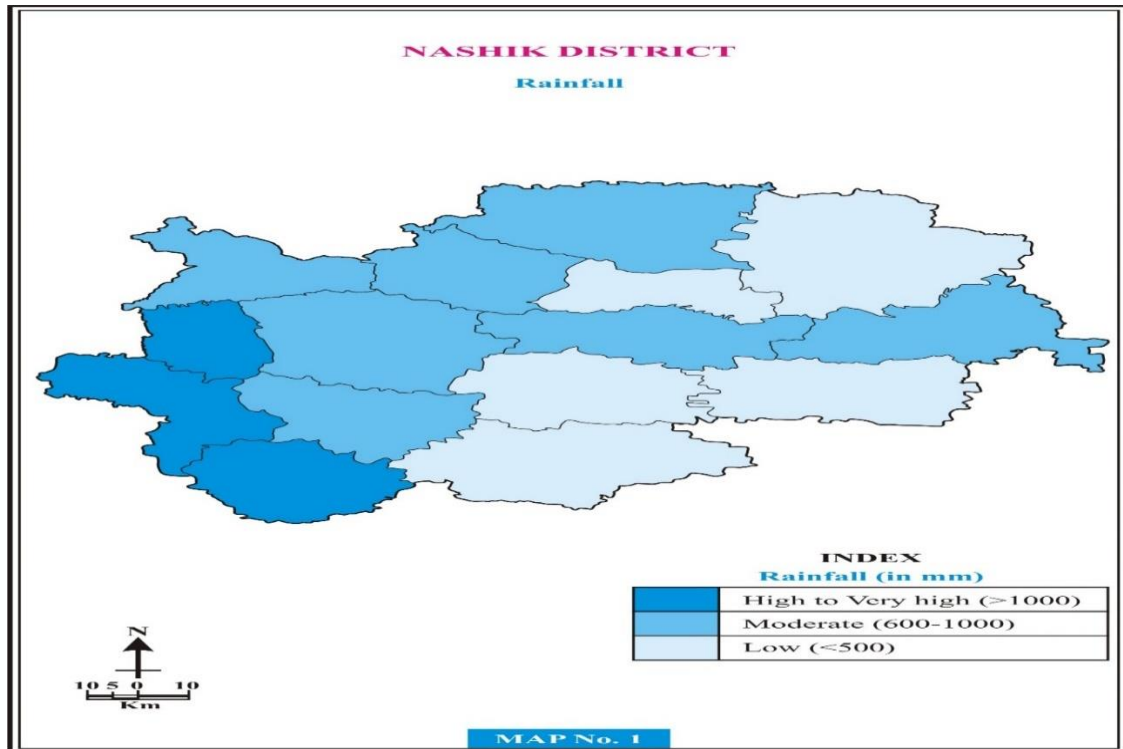 NASHIK DISTRICT
Rainfall
INDEX
Rainfall (in mm)
High to Very high (>1000)
Moderate (600-1000)
Low (<500)
N
10 5 0 10
Km
MAP No. 1